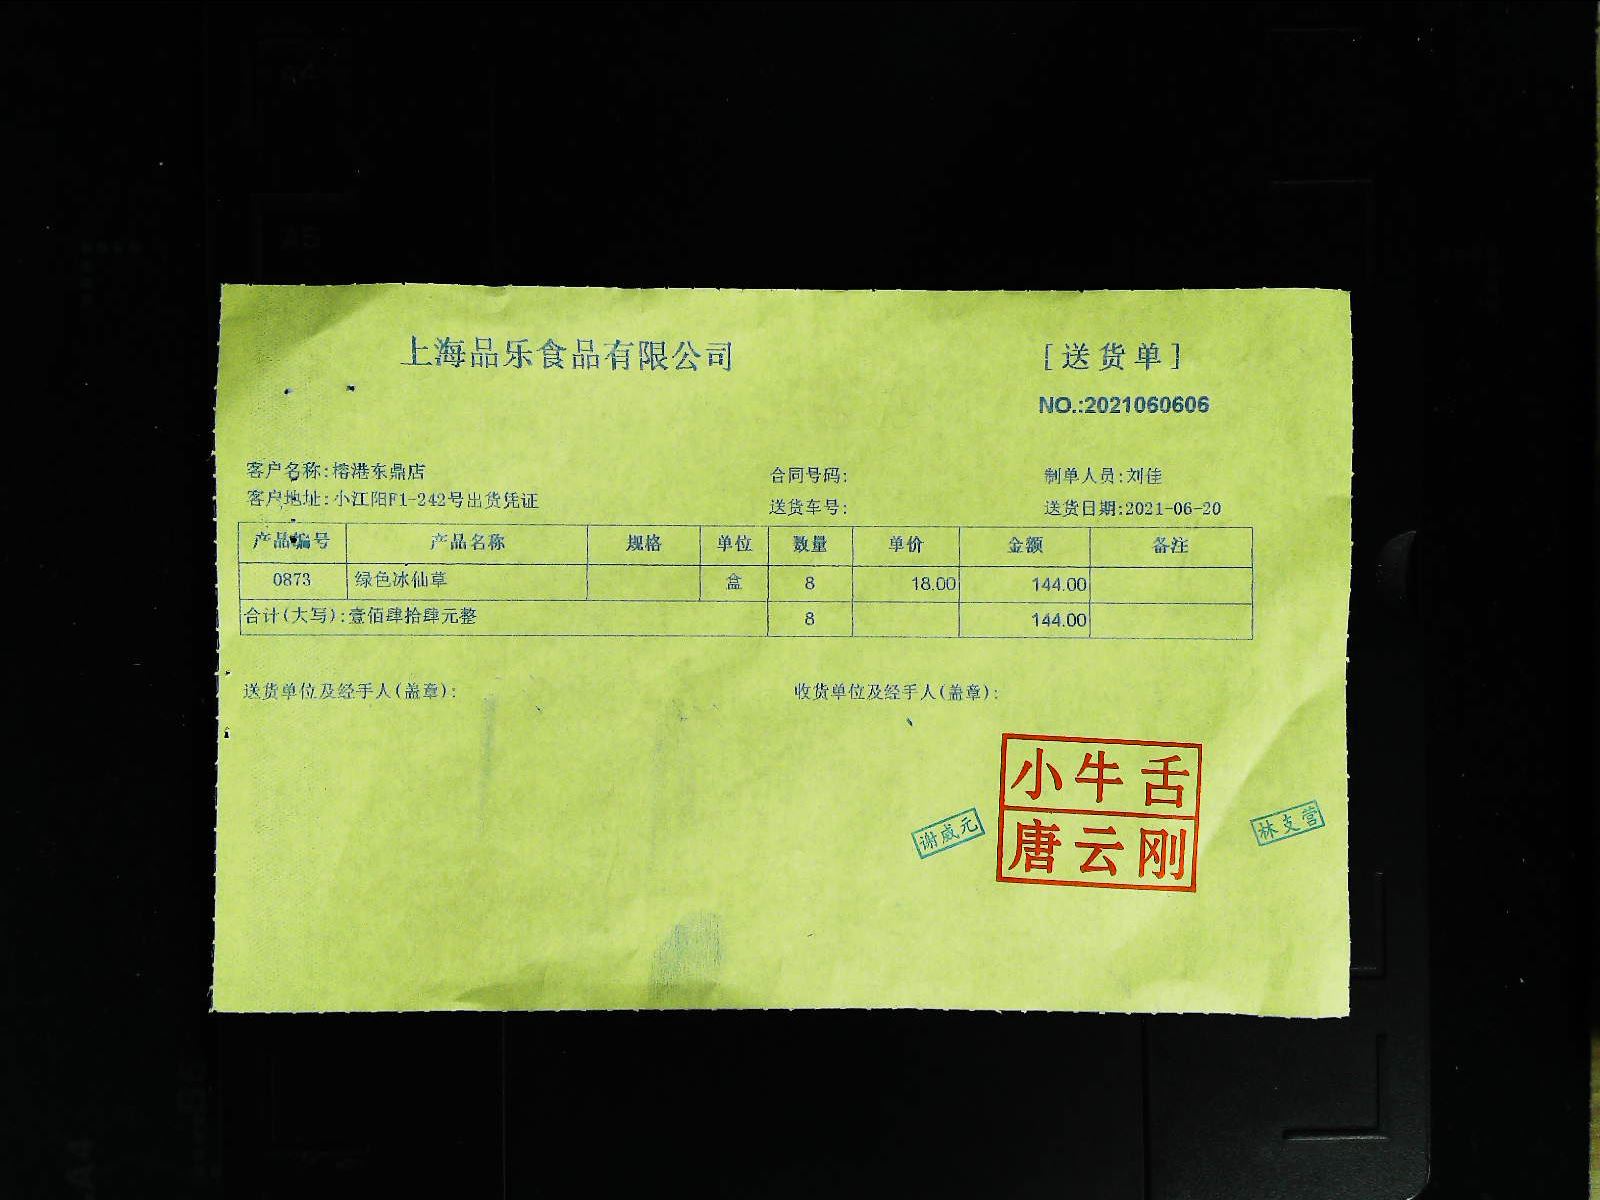 上海品乐食品有限公司 [送货单]
NO.:2021060606
客户名称:榕港东鼎店 合同号码: 制单人员:刘佳
客户地址:小江阳F1-242号出货凭证 送货车号: 送货日期:2021-06-20
产品编号 产品名称 规格 单位 数量 单价 金额 备注
0873 绿色冰仙草 盒 8 18.00 144.00
合计(大写):壹佰肆拾肆元整 8 144.00
送货单位及经手人(盖章): 收货单位及经手人(盖章):
小牛舌
唐云刚
谢威元
林支营
A5
A4